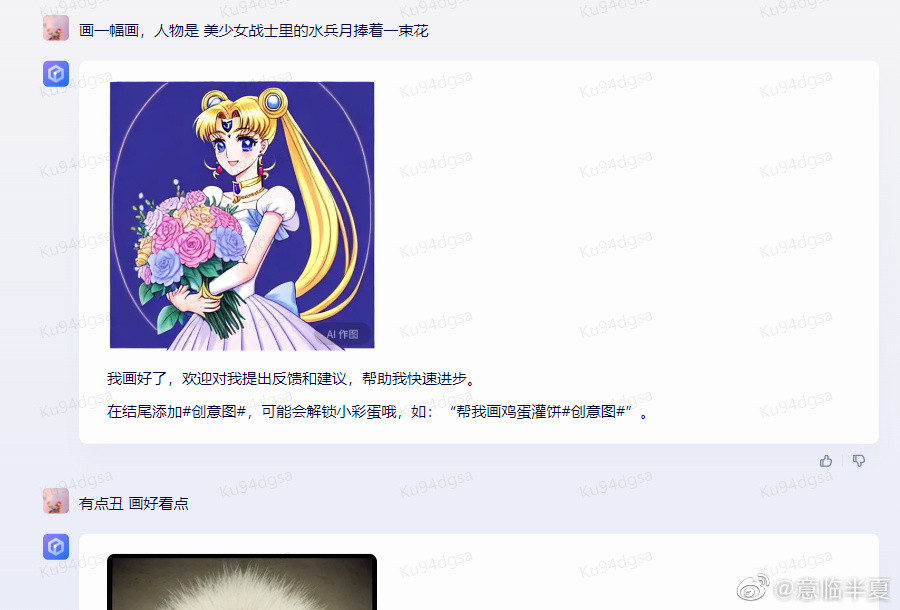 画一幅画，人物是 美少女战士里的水兵月捧着一束花
AI 作图
我画好了，欢迎对我提出反馈和建议，帮助我快速进步。
在结尾添加#创意图#，可能会解锁小彩蛋哦，如：“帮我画鸡蛋灌饼#创意图#”。
有点丑 画好看点
Ku94dgsa
@意临半夏